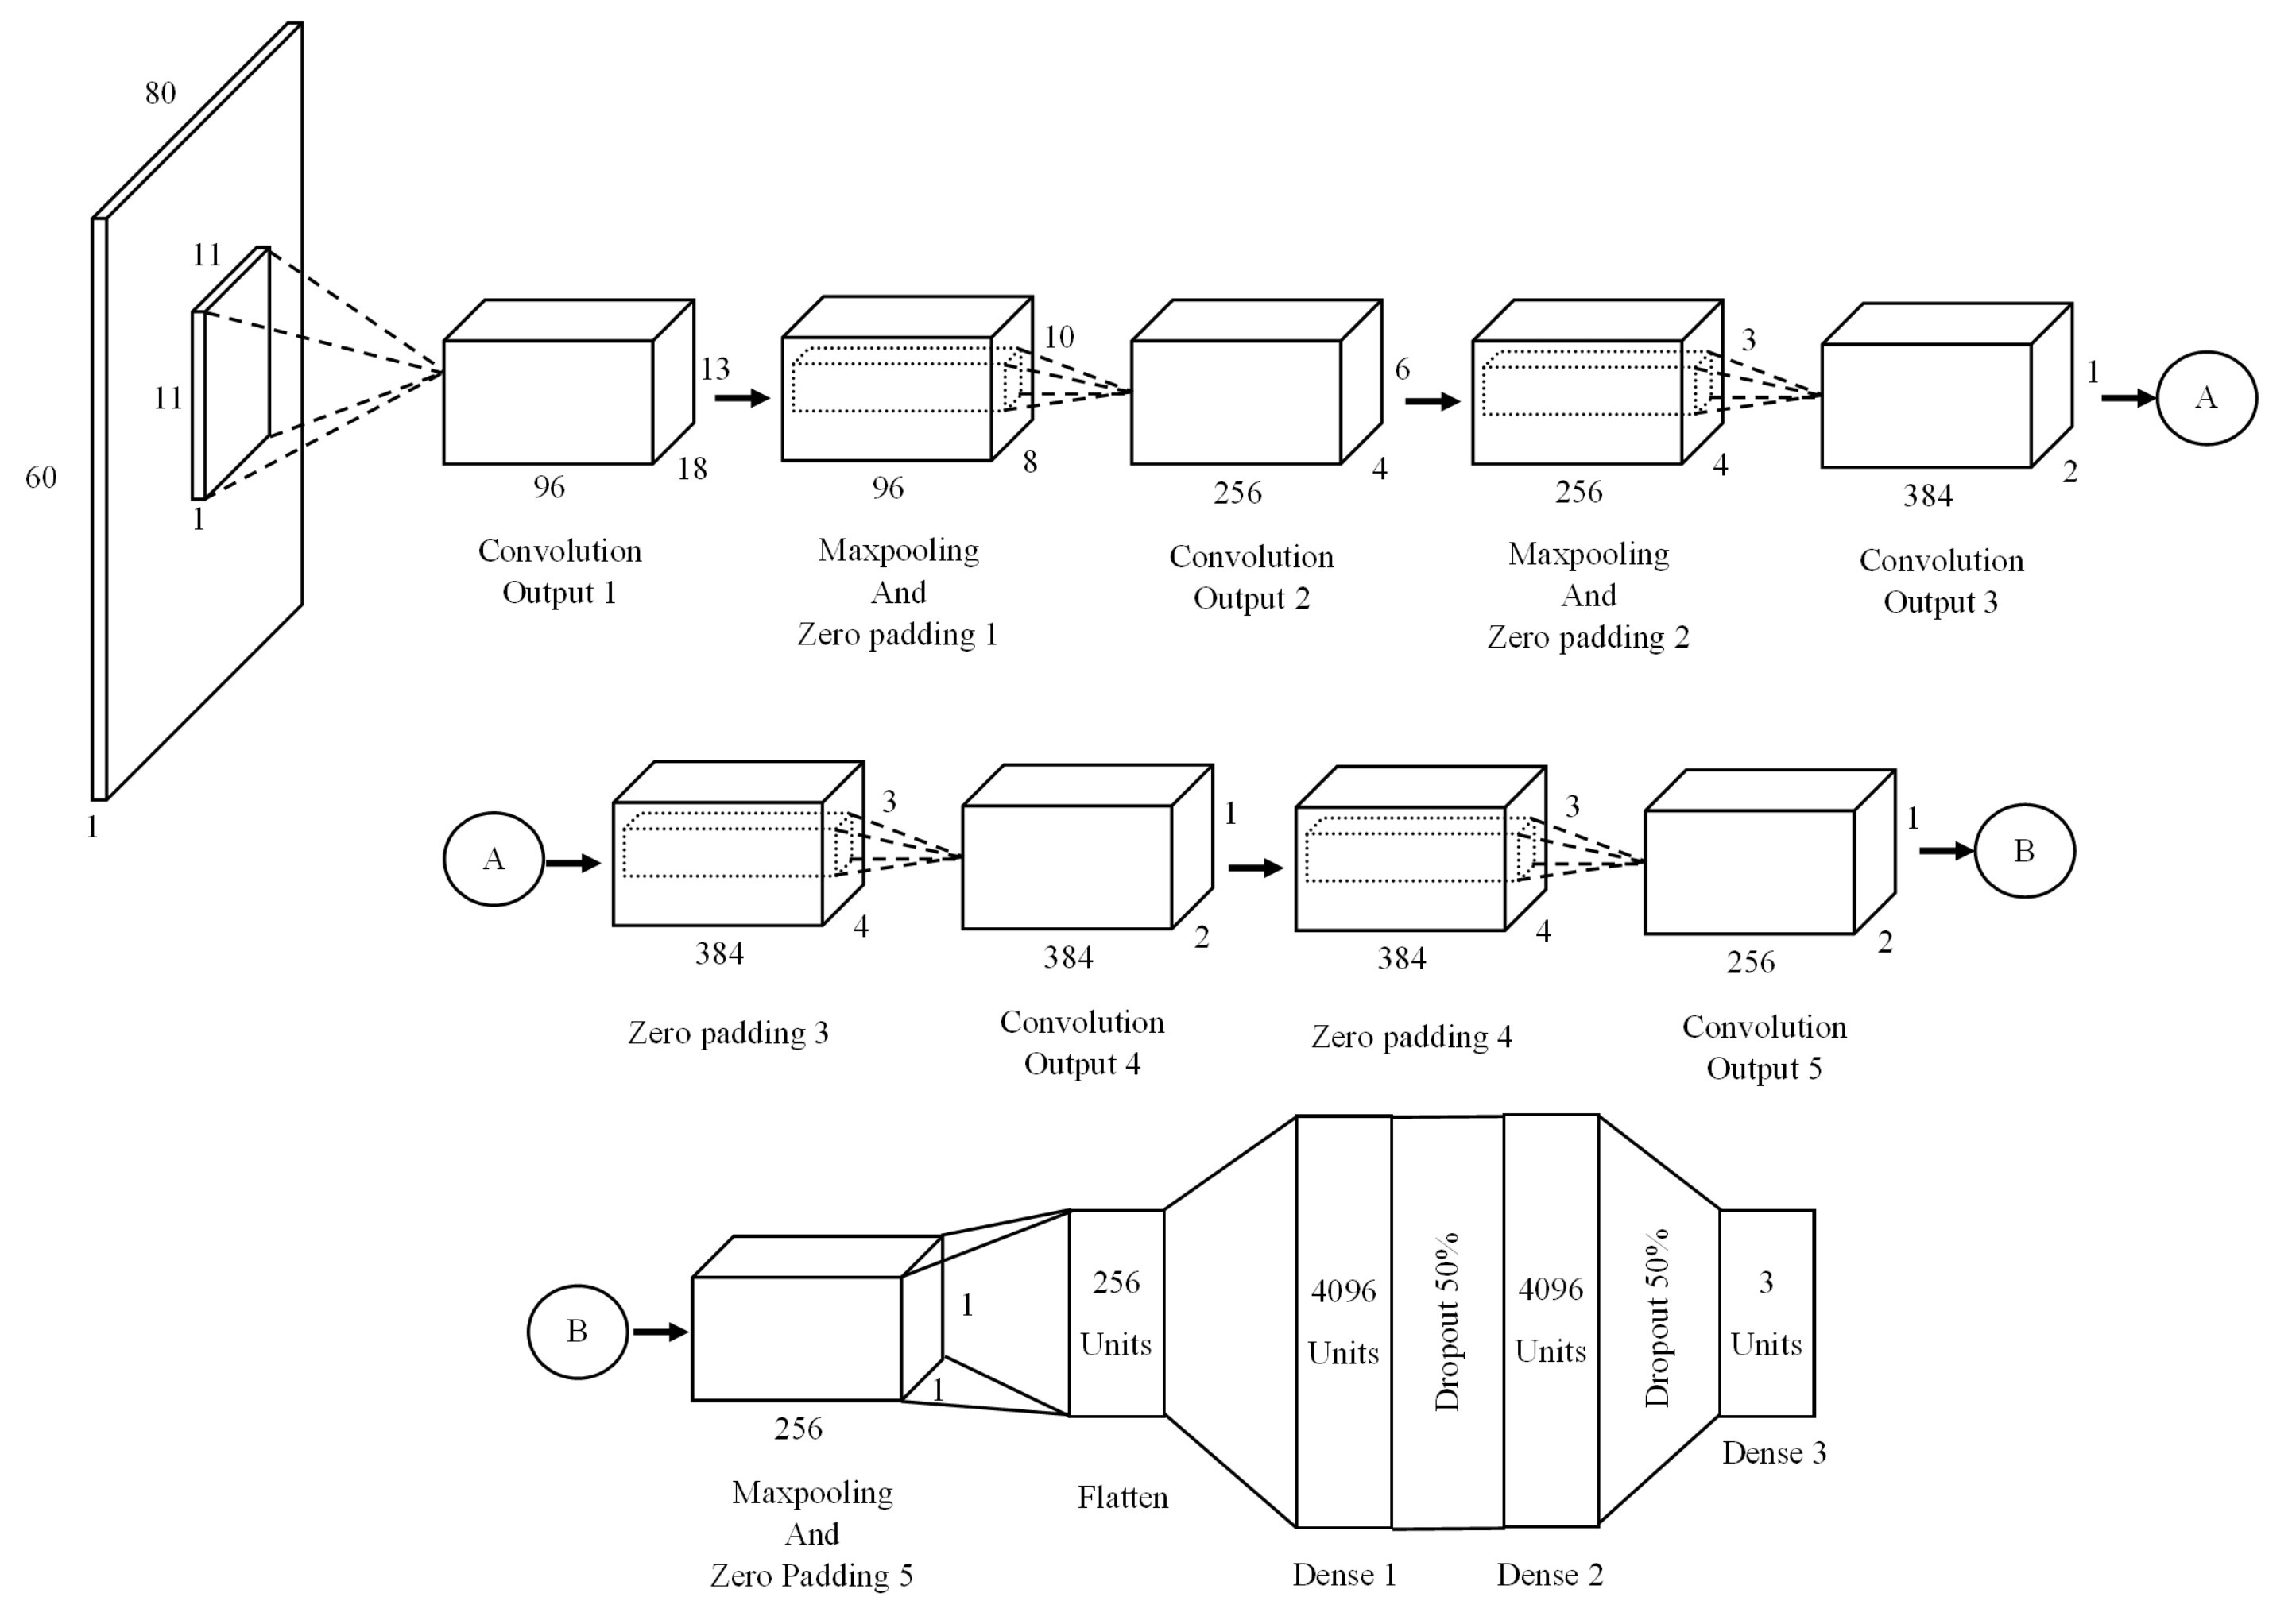 80
11
11
1
60
1
13
18
96
Convolution
Output 1
10
8
96
Maxpooling
And
Zero padding 1
6
4
256
Convolution
Output 2
3
4
256
Maxpooling
And
Zero padding 2
1
2
384
Convolution
Output 3
A
A
3
4
384
Zero padding 3
1
2
384
Convolution
Output 4
3
4
384
Zero padding 4
1
2
256
Convolution
Output 5
B
B
1
1
256
Maxpooling
And
Zero Padding 5
256
Units
Flatten
4096
Units
Dense 1
Dropout 50%
4096
Units
Dense 2
Dropout 50%
3
Units
Dense 3